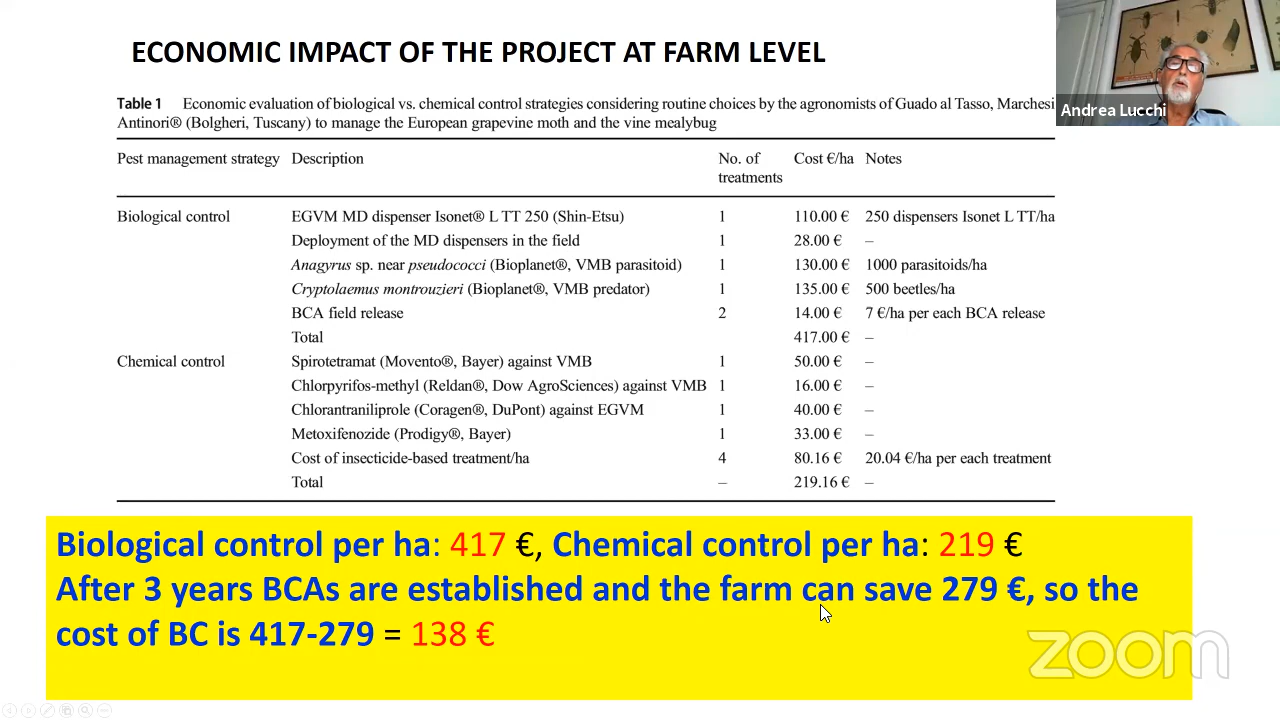 ECONOMIC IMPACT OF THE PROJECT AT FARM LEVEL
Andrea Lucchi
Table 1 Economic evaluation of biological vs. chemical control strategies considering routine choices by the agronomists of Guado al Tasso, Marchesi
Antinori® (Bolgheri, Tuscany) to manage the European grapevine moth and the vine mealybug
Pest management strategy Description No. of treatments Cost €/ha Notes
Biological control EGVM MD dispenser Isonet® L TT 250 (Shin-Etsu) 1 110.00 € 250 dispensers Isonet L TT/ha
Deployment of the MD dispensers in the field 1 28.00 € –
Anagyrus sp. near pseudococci (Bioplanet®, VMB parasitoid) 1 130.00 € 1000 parasitoids/ha
Cryptolaemus montrouzieri (Bioplanet®, VMB predator) 1 135.00 € 500 beetles/ha
BCA field release 2 14.00 € 7 €/ha per each BCA release
Total 417.00 € –
Chemical control Spirotetramat (Movento®, Bayer) against VMB 1 50.00 € –
Chlorpyrifos-methyl (Reldan®, Dow AgroSciences) against VMB 1 16.00 € –
Chlorantraniliprole (Coragen®, DuPont) against EGVM 1 40.00 € –
Metoxifenozide (Prodigy®, Bayer) 1 33.00 € –
Cost of insecticide-based treatment/ha 4 80.16 € 20.04 €/ha per each treatment
Total – 219.16 € –
Biological control per ha: 417 €, Chemical control per ha: 219 €
After 3 years BCAs are established and the farm can save 279 €, so the
cost of BC is 417-279 = 138 €
zoom